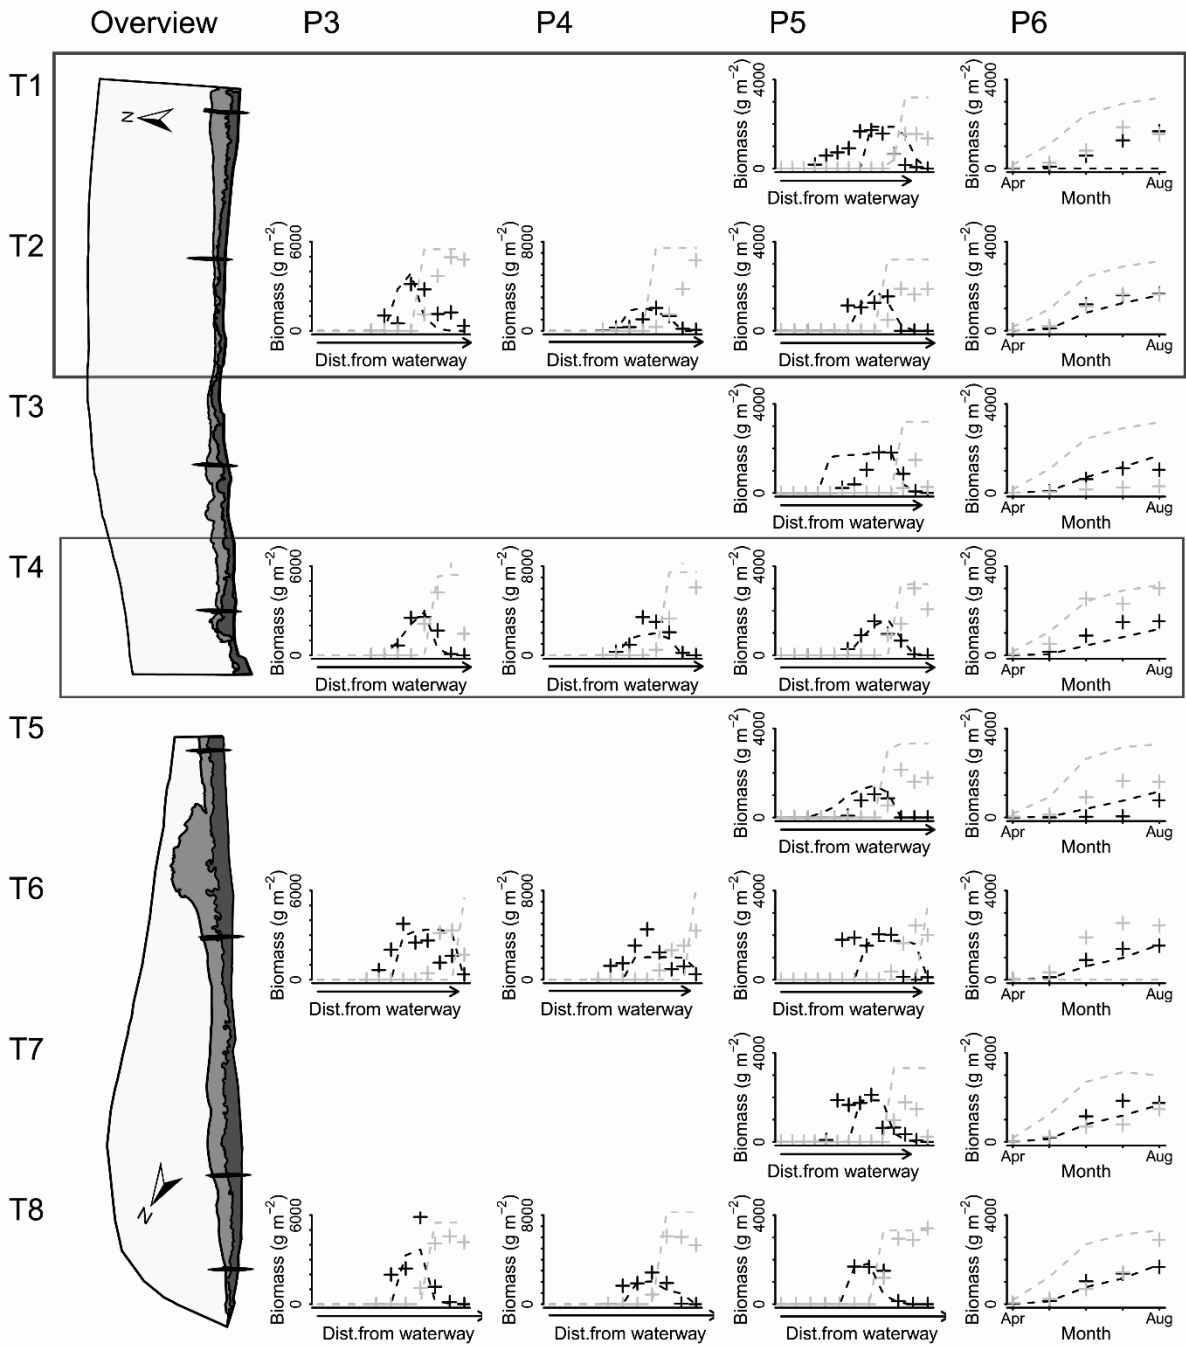 Overview P3 P4 P5 P6
T1
N
Biomass (g m−2) 0 4000 Dist.from waterway
Biomass (g m−2) 0 4000 Apr Aug Month
T2
Biomass (g m−2) 0 6000 Dist.from waterway
Biomass (g m−2) 0 8000 Dist.from waterway
Biomass (g m−2) 0 4000 Dist.from waterway
Biomass (g m−2) 0 4000 Apr Aug Month
T3
Biomass (g m−2) 0 4000 Dist.from waterway
Biomass (g m−2) 0 4000 Apr Aug Month
T4
Biomass (g m−2) 0 6000 Dist.from waterway
Biomass (g m−2) 0 8000 Dist.from waterway
Biomass (g m−2) 0 4000 Dist.from waterway
Biomass (g m−2) 0 4000 Apr Aug Month
T5
Biomass (g m−2) 0 4000 Dist.from waterway
Biomass (g m−2) 0 4000 Apr Aug Month
T6
Biomass (g m−2) 0 6000 Dist.from waterway
Biomass (g m−2) 0 8000 Dist.from waterway
Biomass (g m−2) 0 4000 Dist.from waterway
Biomass (g m−2) 0 4000 Apr Aug Month
T7
Biomass (g m−2) 0 4000 Dist.from waterway
Biomass (g m−2) 0 4000 Apr Aug Month
N
T8
Biomass (g m−2) 0 6000 Dist.from waterway
Biomass (g m−2) 0 8000 Dist.from waterway
Biomass (g m−2) 0 4000 Dist.from waterway
Biomass (g m−2) 0 4000 Apr Aug Month